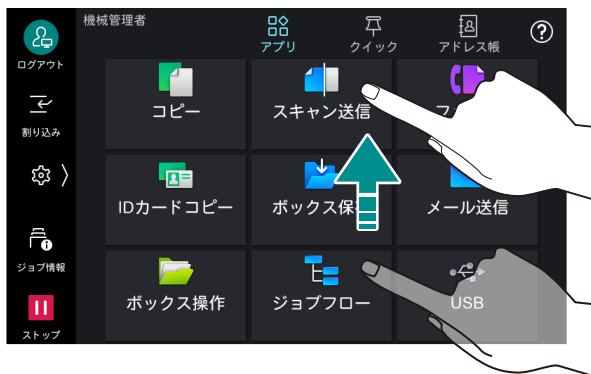 機械管理者
ログアウト
アプリ
クイック
アドレス帳
割り込み
ジョブ情報
ストップ
コピー
スキャン送信
フ
IDカードコピー
ボックス保
メール送信
ボックス操作
ジョブフロー
USB